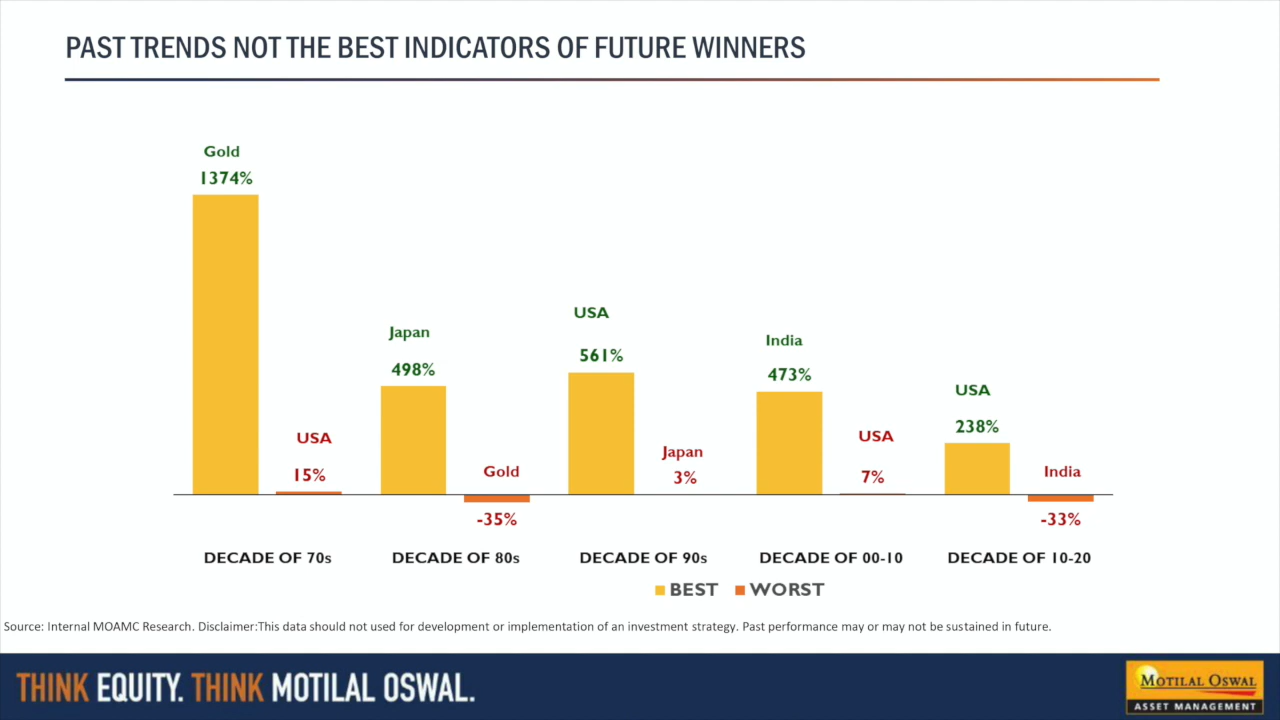 PAST TRENDS NOT THE BEST INDICATORS OF FUTURE WINNERS
Gold
1374%
USA
15%
Japan
498%
Gold
-35%
USA
561%
Japan
3%
India
473%
USA
7%
USA
238%
India
-33%
DECADE OF 70s
DECADE OF 80s
DECADE OF 90s
DECADE OF 00-10
DECADE OF 10-20
BEST
WORST
Source: Internal MOAMC Research. Disclaimer:This data should not used for development or implementation of an investment strategy. Past performance may or may not be sustained in future.
THINK EQUITY. THINK MOTILAL OSWAL.
MOTILAL OSWAL
ASSET MANAGEMENT